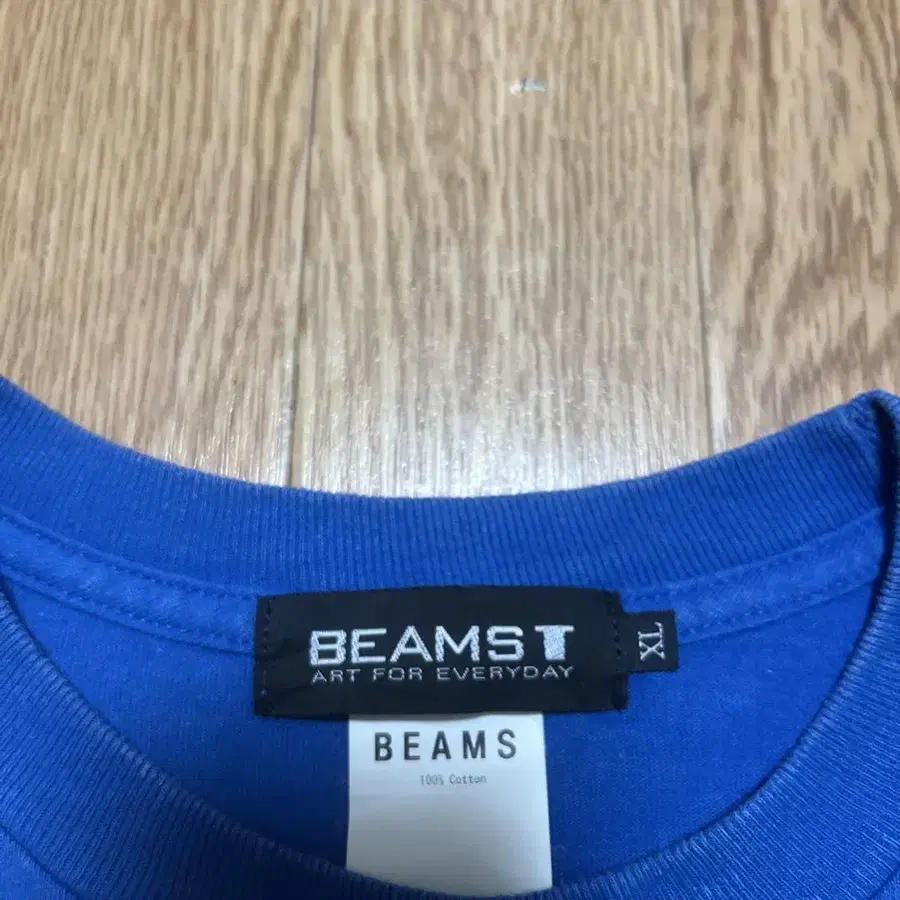 BEAMS T
ART FOR EVERYDAY
XL
BEAMS
100% Cotton